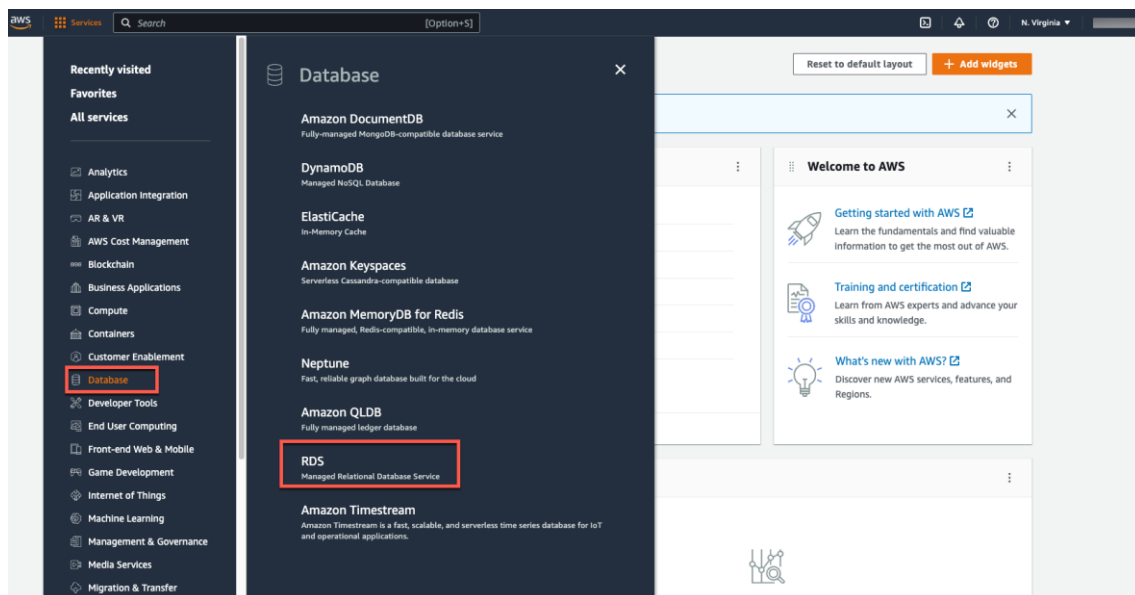 aws
Services
Search
[Option+S]
N. Virginia
Recently visited
Favorites
All services
Analytics
Application Integration
AR & VR
AWS Cost Management
Blockchain
Business Applications
Compute
Containers
Customer Enablement
Database
Developer Tools
End User Computing
Front-end Web & Mobile
Game Development
Internet of Things
Machine Learning
Management & Governance
Media Services
Migration & Transfer
Database
Amazon DocumentDB
Fully-managed MongoDB-compatible database service
DynamoDB
Managed NoSQL Database
ElastiCache
In-Memory Cache
Amazon Keyspaces
Serverless Cassandra-compatible database
Amazon MemoryDB for Redis
Fully managed, Redis-compatible, in-memory database service
Neptune
Fast, reliable graph database built for the cloud
Amazon QLDB
Fully managed ledger database
RDS
Managed Relational Database Service
Amazon Timestream
Amazon Timestream is a fast, scalable, and serverless time series database for IoT
and operational applications.
Reset to default layout
+ Add widgets
Welcome to AWS
Getting started with AWS
Learn the fundamentals and find valuable
information to get the most out of AWS.
Training and certification
Learn from AWS experts and advance your
skills and knowledge.
What's new with AWS?
Discover new AWS services, features, and
Regions.